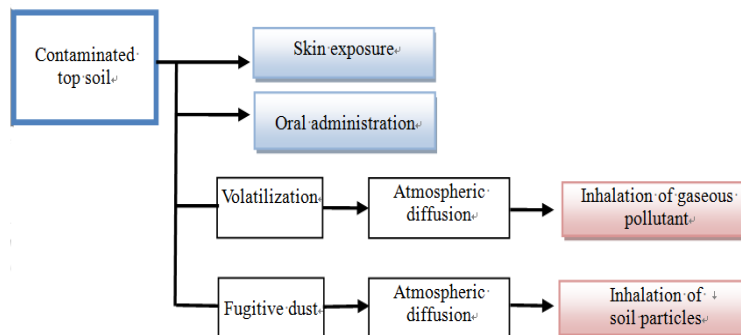 Contaminated
top soil
Skin exposure
Oral administration
Volatilization
Atmospheric
diffusion
Inhalation of gaseous
pollutant
Fugitive dust
Atmospheric
diffusion
Inhalation of
soil particles